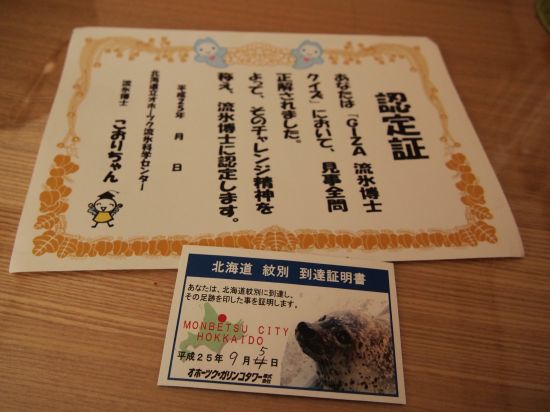 認定証
あなたは「GIZA 流氷博士
クイズ」において、見事全問
正解されました。
よって、そのチャレンジ精神を
称え、流氷博士に認定します。
平成25年　月　日
北海道立オホーツク流氷科学センター
流氷博士　こおりちゃん
北海道 紋別 到達証明書
あなたは、北海道紋別に到達し、
その足跡を印した事を証明します。
MONBETSU CITY
HOKKAIDO
平成25年 9月 5日
オホーツク・ガリンコタワー株式会社